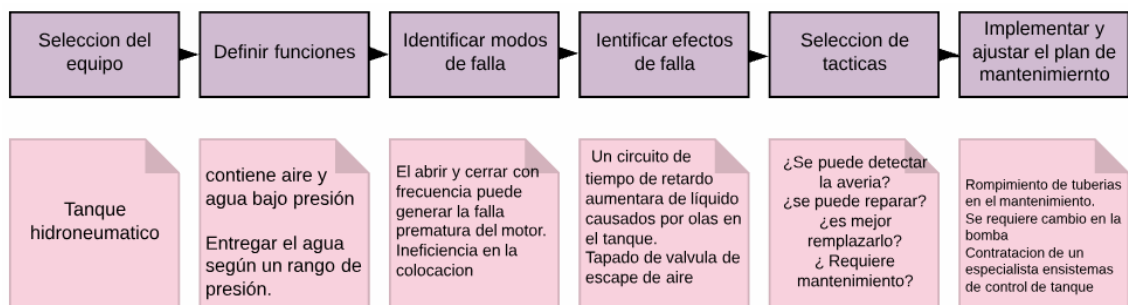 Seleccion del
equipo
Definir funciones
Identificar modos
de falla
Ientificar efectos
de falla
Seleccion de
tacticas
Implementar y
ajustar el plan de
mantenimiernto
Tanque
hidroneumatico
contiene aire y
agua bajo presión
Entregar el agua
según un rango de
presión.
El abrir y cerrar con
frecuencia puede
generar la falla
prematura del motor.
Ineficiencia en la
colocacion
Un circuito de
tiempo de retardo
aumentara de líquido
causados por olas en
el tanque.
Tapado de valvula de
escape de aire
¿Se puede detectar
la averia?
¿se puede reparar?
¿es mejor
remplazarlo?
¿ Requiere
mantenimiento?
Rompimiento de tuberias
en el mantenimiento.
Se requiere cambio en la
bomba
Contratacion de un
especialista ensistemas
de control de tanque